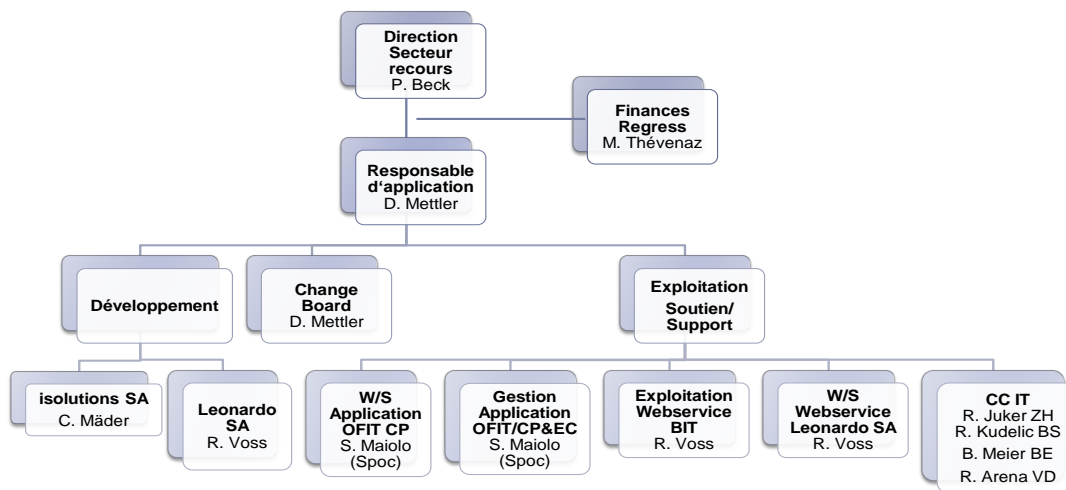 Direction
Secteur
recours
P. Beck
Finances
Regress
M. Thévenaz
Responsable
d‘application
D. Mettler
Développement
Change
Board
D. Mettler
Exploitation
Soutien/
Support
isolutions SA
C. Mäder
Leonardo
SA
R. Voss
W/S
Application
OFIT CP
S. Maiolo
(Spoc)
Gestion
Application
OFIT/CP&EC
S. Maiolo
(Spoc)
Exploitation
Webservice
BIT
R. Voss
W/S
Webservice
Leonardo SA
R. Voss
CC IT
R. Juker ZH
R. Kudelic BS
B. Meier BE
R. Arena VD